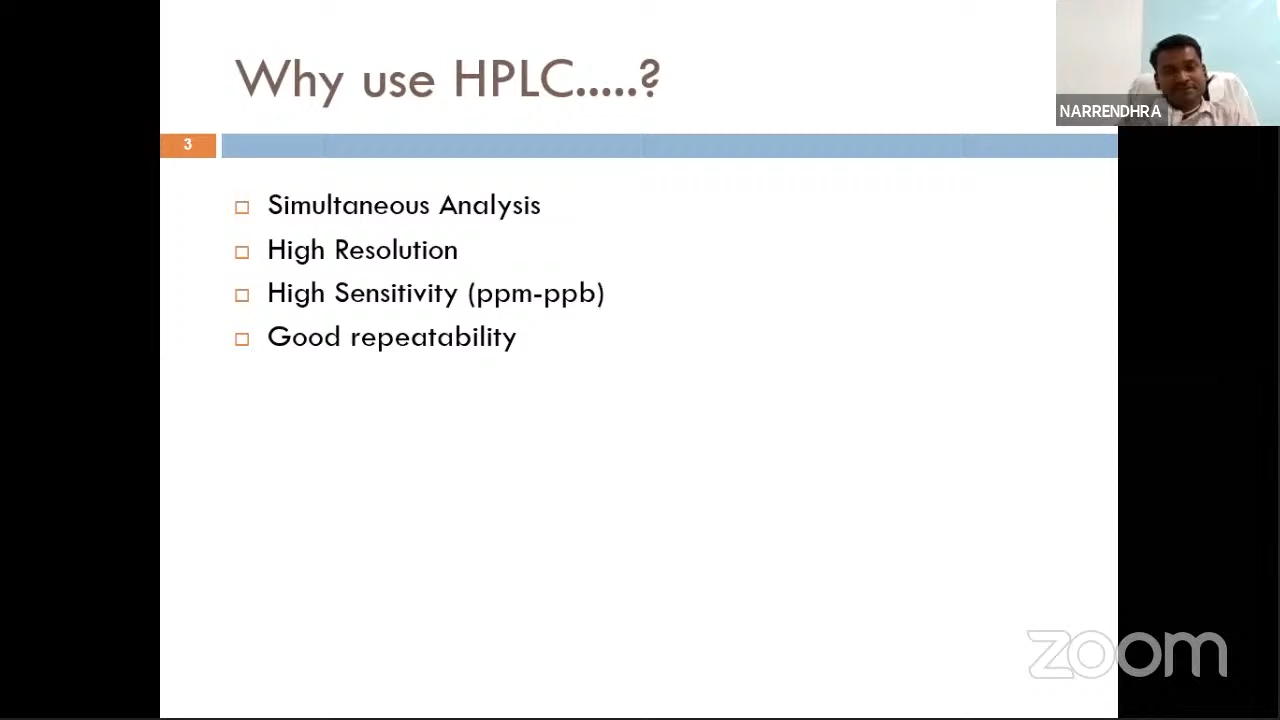 Why use HPLC.....?
NARRENDHRA
3
Simultaneous Analysis
High Resolution
High Sensitivity (ppm-ppb)
Good repeatability
zoom